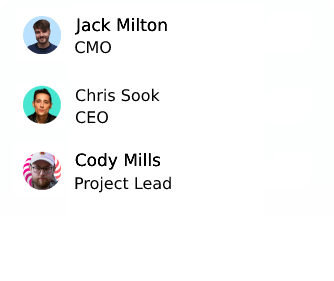 Jack Milton
CMO
Chris Sook
CEO
Cody Mills
Project Lead